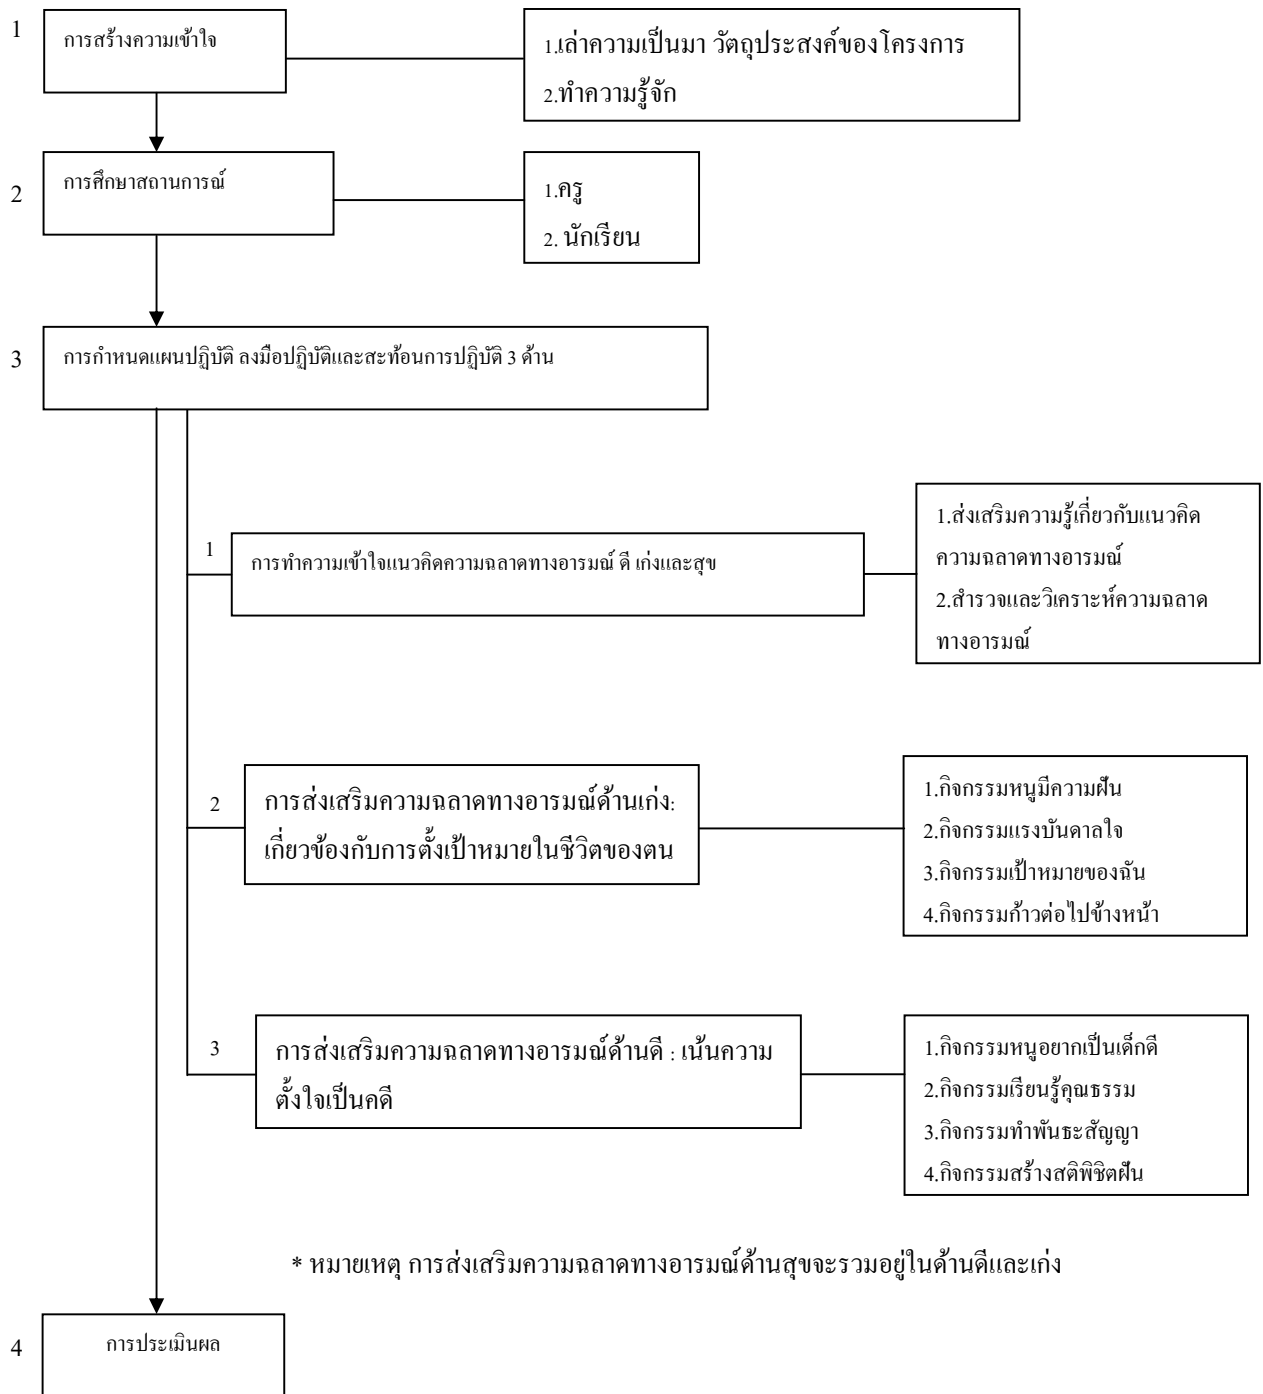 1
การสร้างความเข้าใจ
1.เล่าความเป็นมา วัตถุประสงค์ของโครงการ
2.ทำความรู้จัก
2
การศึกษาสถานการณ์
1.ครู
2. นักเรียน
3
การกำหนดแผนปฏิบัติ ลงมือปฏิบัติและสะท้อนการปฏิบัติ 3 ด้าน
1
การทำความเข้าใจแนวคิดความฉลาดทางอารมณ์ ดี เก่งและสุข
1.ส่งเสริมความรู้เกี่ยวกับแนวคิด
ความฉลาดทางอารมณ์
2.สำรวจและวิเคราะห์ความฉลาด
ทางอารมณ์
2
การส่งเสริมความฉลาดทางอารมณ์ด้านเก่ง:
เกี่ยวข้องกับการตั้งเป้าหมายในชีวิตของตน
1.กิจกรรมหนูมีความฝัน
2.กิจกรรมแรงบันดาลใจ
3.กิจกรรมเป้าหมายของฉัน
4.กิจกรรมก้าวต่อไปข้างหน้า
3
การส่งเสริมความฉลาดทางอารมณ์ด้านดี : เน้นความ
ตั้งใจเป็นคดี
1.กิจกรรมหนูอยากเป็นเด็กดี
2.กิจกรรมเรียนรู้คุณธรรม
3.กิจกรรมทำพันธะสัญญา
4.กิจกรรมสร้างสติพิชิตฝัน
* หมายเหตุ การส่งเสริมความฉลาดทางอารมณ์ด้านสุขจะรวมอยู่ในด้านดีและเก่ง
4
การประเมินผล